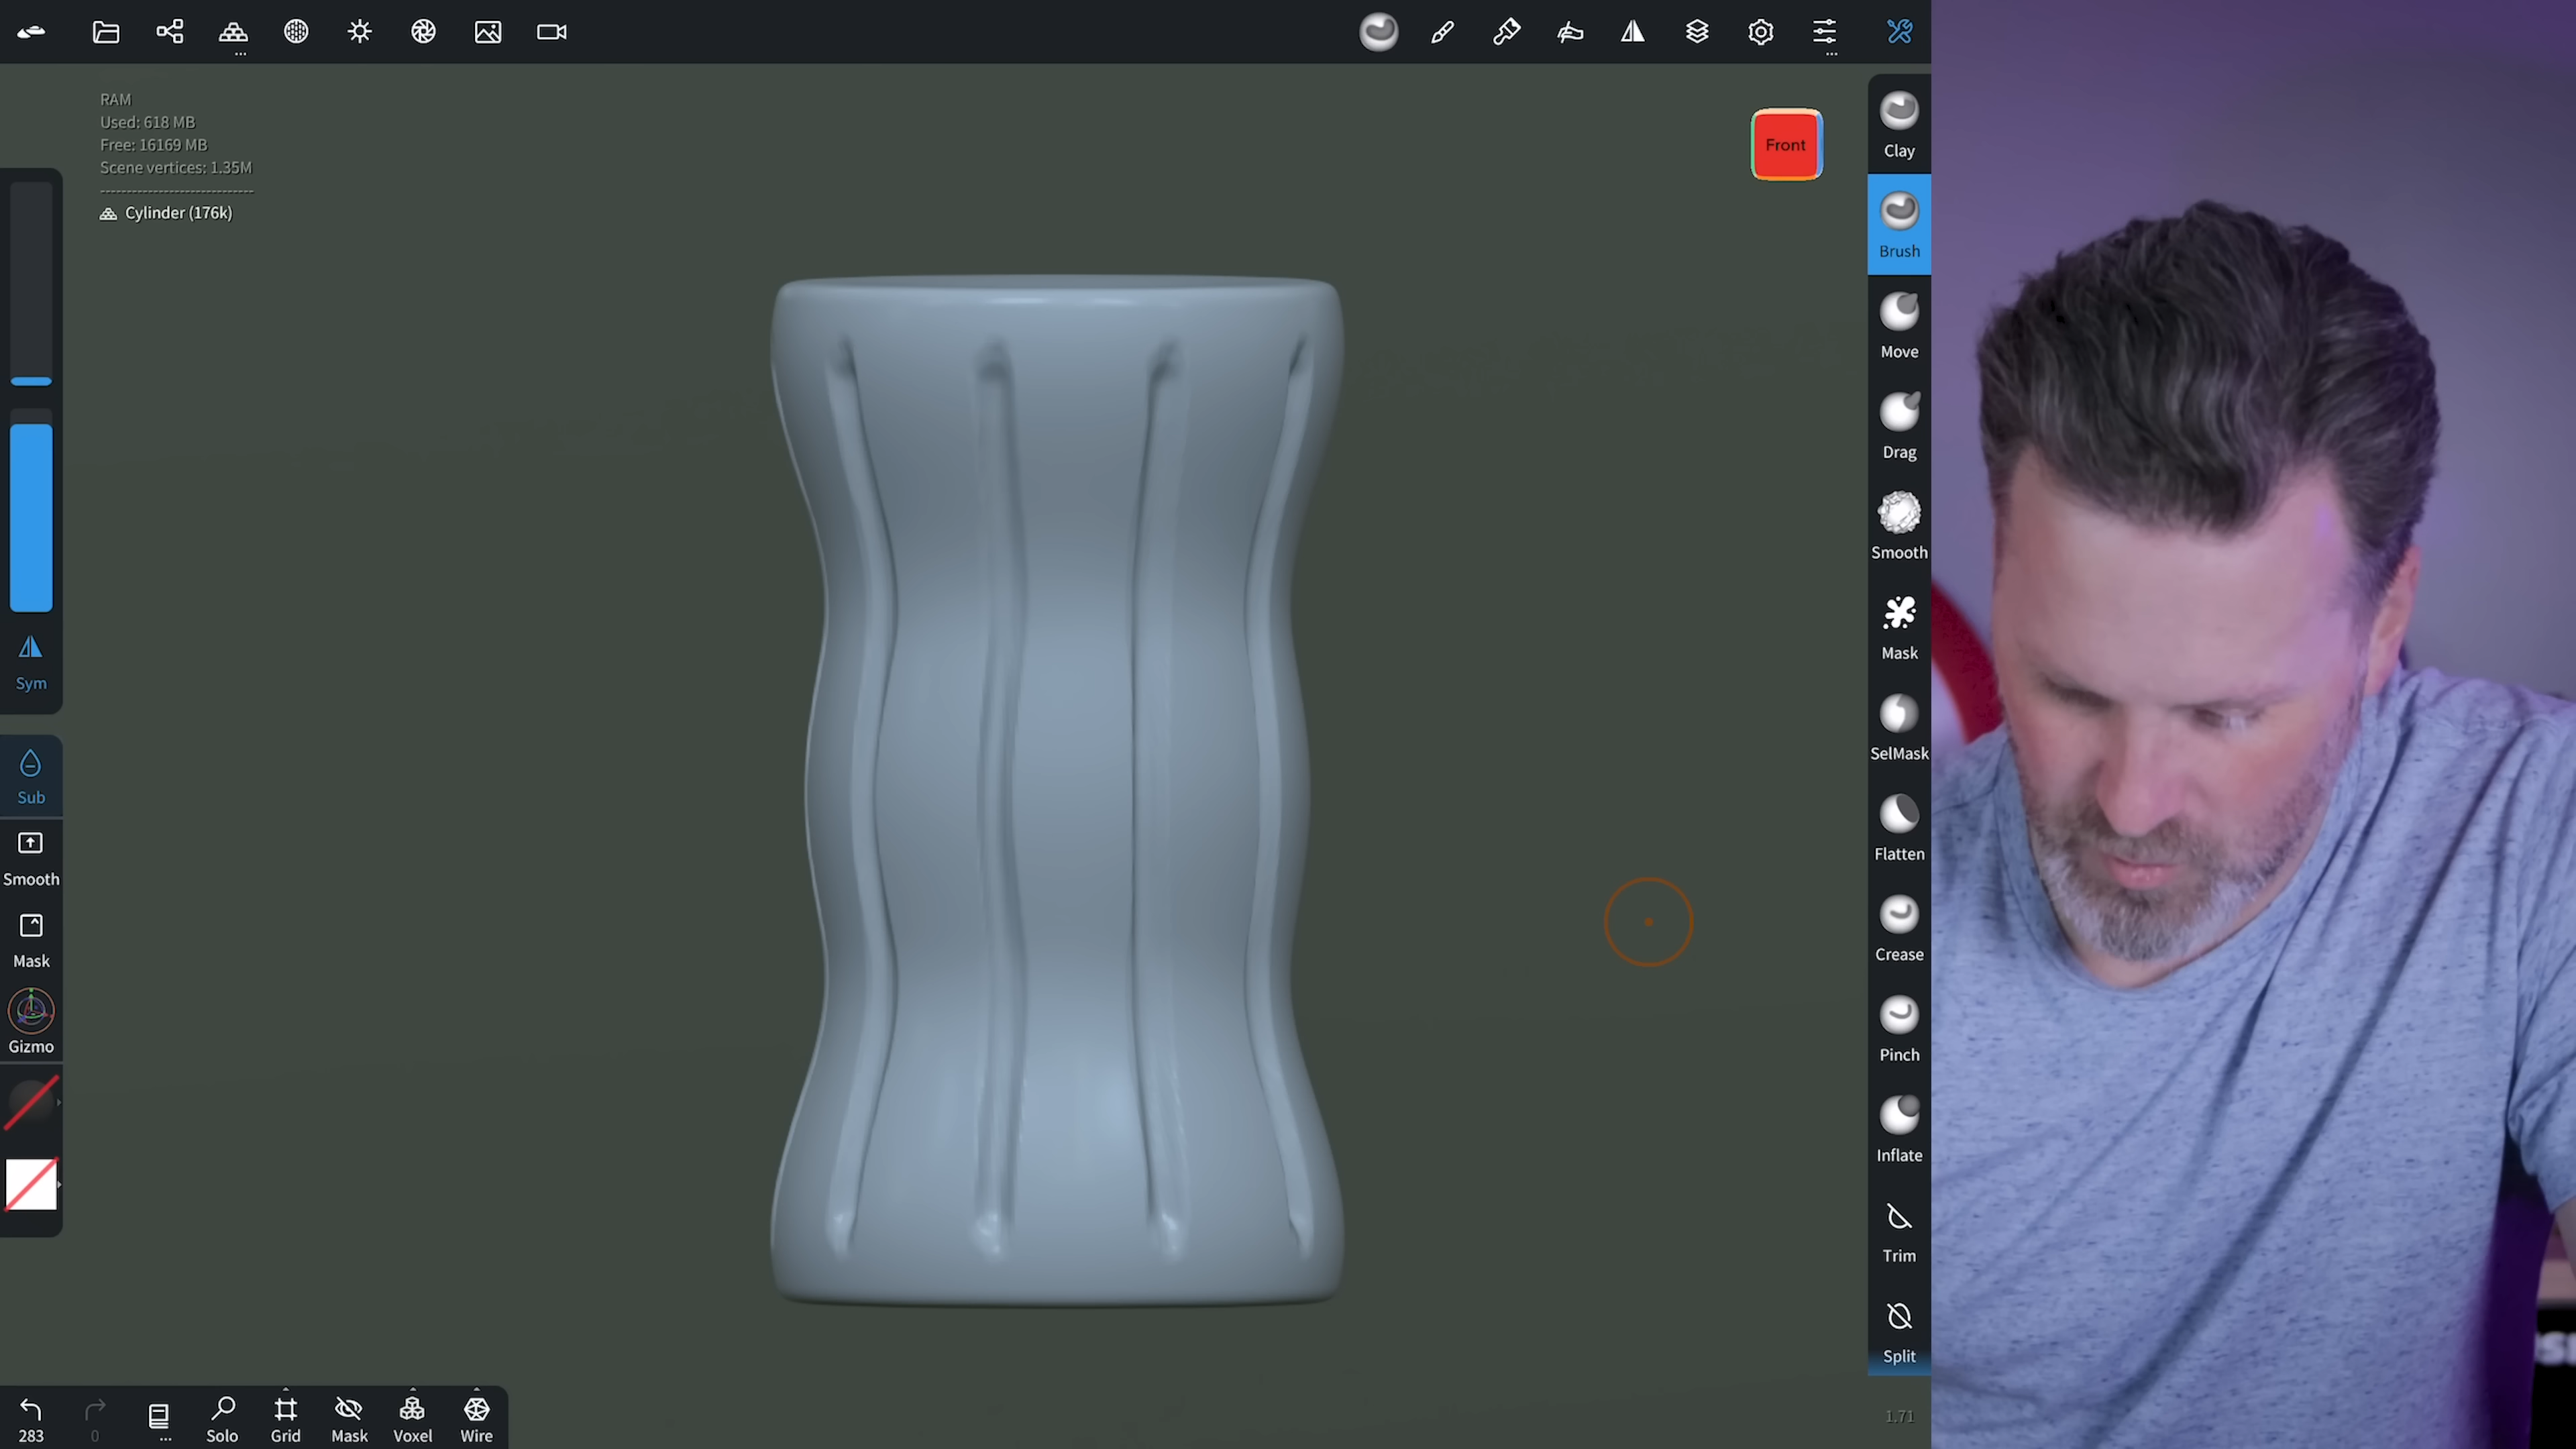 RAM
Used: 618 MB
Free: 16169 MB
Scene vertices: 1.35M
----------------------------
Cylinder (176k)
Front
Clay
Brush
Move
Drag
Smooth
Mask
SelMask
Flatten
Crease
Pinch
Inflate
Trim
Split
1.71
Sym
Sub
Smooth
Mask
Gizmo
283
0
...
Solo
Grid
Mask
Voxel
Wire